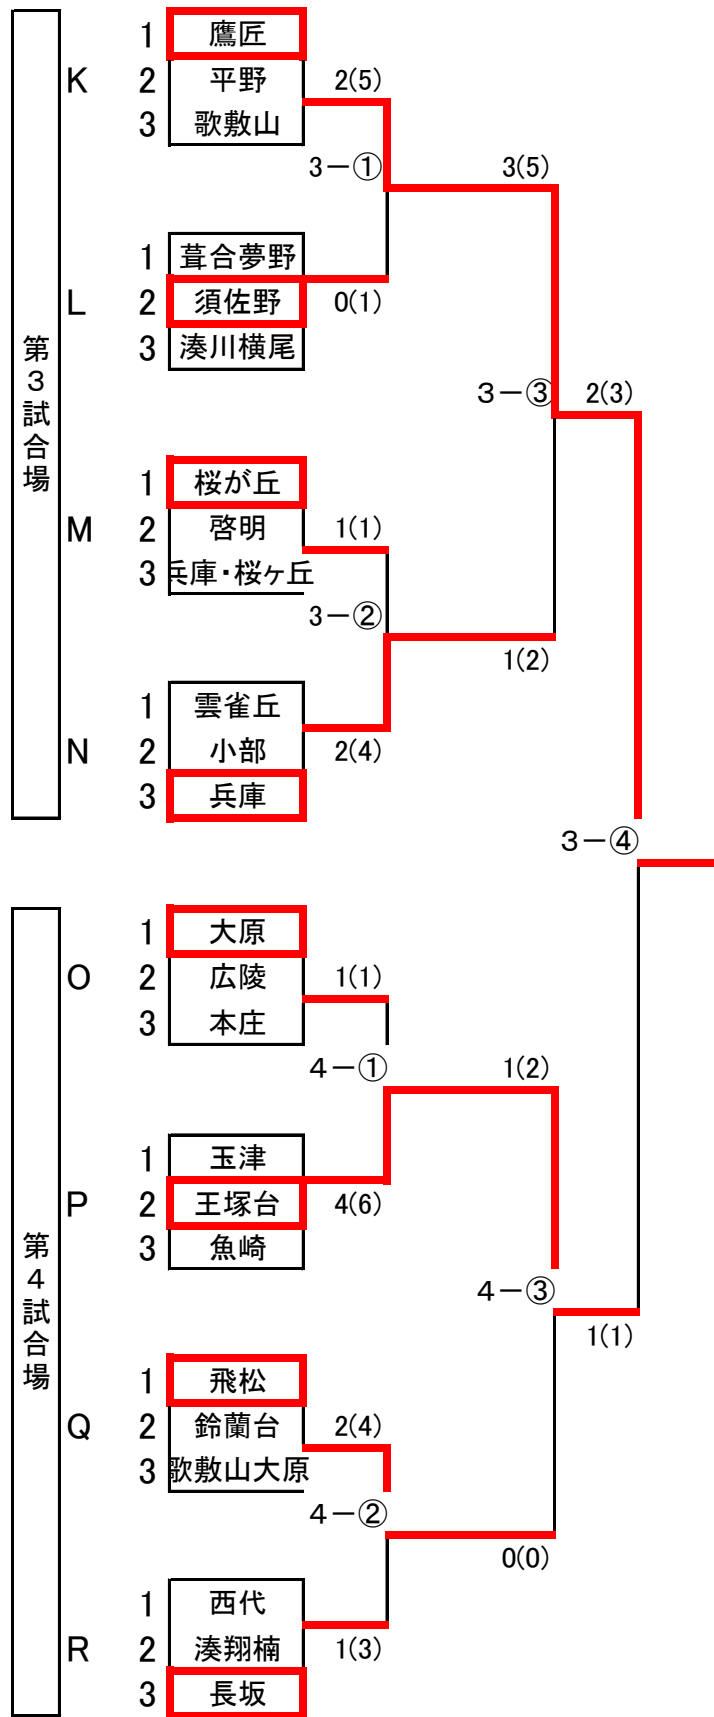 第3試合場
K
1 鷹匠
2 平野
3 歌敷山
2(5)
3－①
3(5)
L
1 葺合夢野
2 須佐野
3 湊川横尾
0(1)
3－③
2(3)
M
1 桜が丘
2 啓明
3 兵庫・桜ヶ丘
1(1)
3－②
1(2)
N
1 雲雀丘
2 小部
3 兵庫
2(4)
3－④
第4試合場
O
1 大原
2 広陵
3 本庄
1(1)
4－①
1(2)
P
1 玉津
2 王塚台
3 魚崎
4(6)
4－③
1(1)
Q
1 飛松
2 鈴蘭台
3 歌敷山大原
2(4)
4－②
0(0)
R
1 西代
2 湊翔楠
3 長坂
1(3)